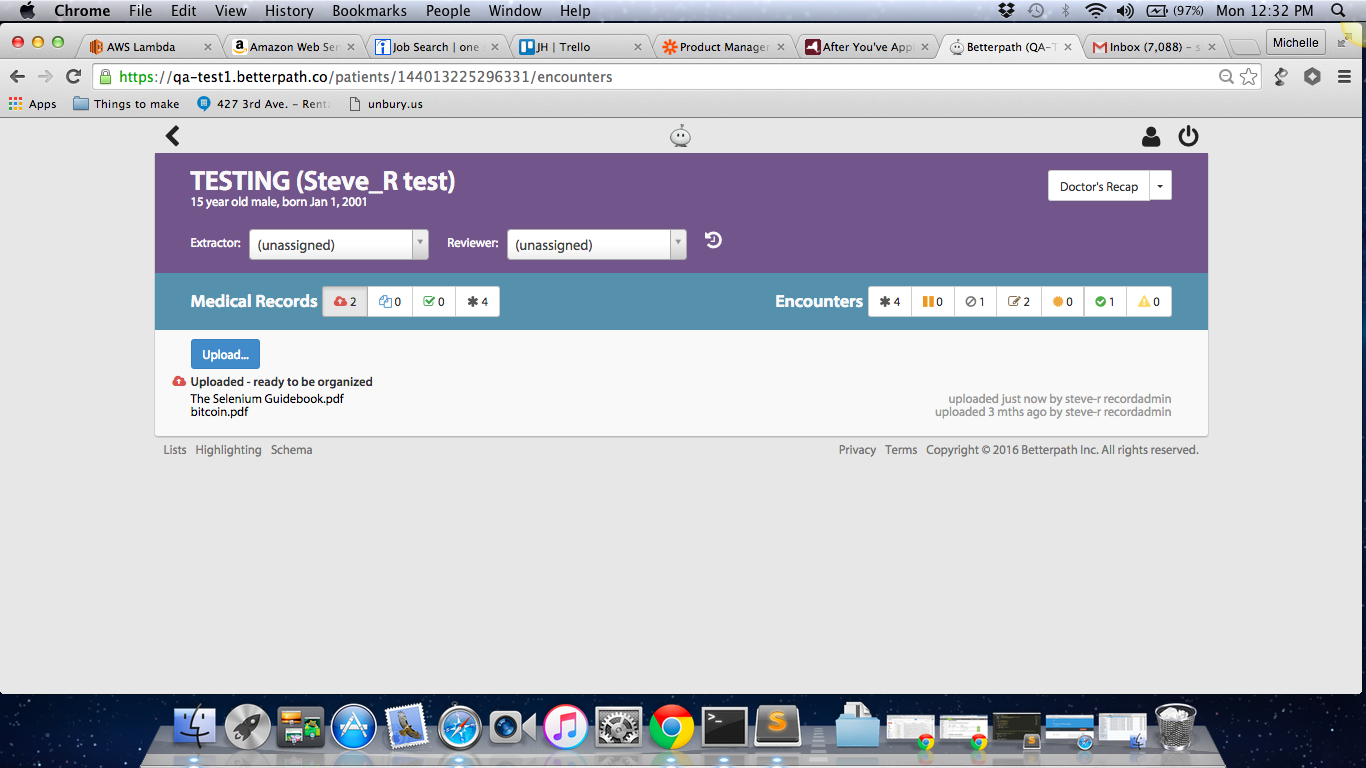 Chrome File Edit View History Bookmarks People Window Help (97%) Mon 12:32 PM
AWS Lambda Amazon Web Ser Job Search | one JH | Trello Product Manager After You've App Betterpath (QA-T Inbox (7,088) – s Michelle
https://qa-test1.betterpath.co/patients/144013225296331/encounters
Apps Things to make 427 3rd Ave. – Rent unbury.us
TESTING (Steve_R test)
Doctor's Recap
15 year old male, born Jan 1, 2001
Extractor: (unassigned) Reviewer: (unassigned)
Medical Records 2 0 0 4 Encounters 4 0 1 2 0 1 0
Upload...
Uploaded - ready to be organized
The Selenium Guidebook.pdf uploaded just now by steve-r recordadmin
bitcoin.pdf uploaded 3 mths ago by steve-r recordadmin
Lists Highlighting Schema Privacy Terms Copyright © 2016 Betterpath Inc. All rights reserved.